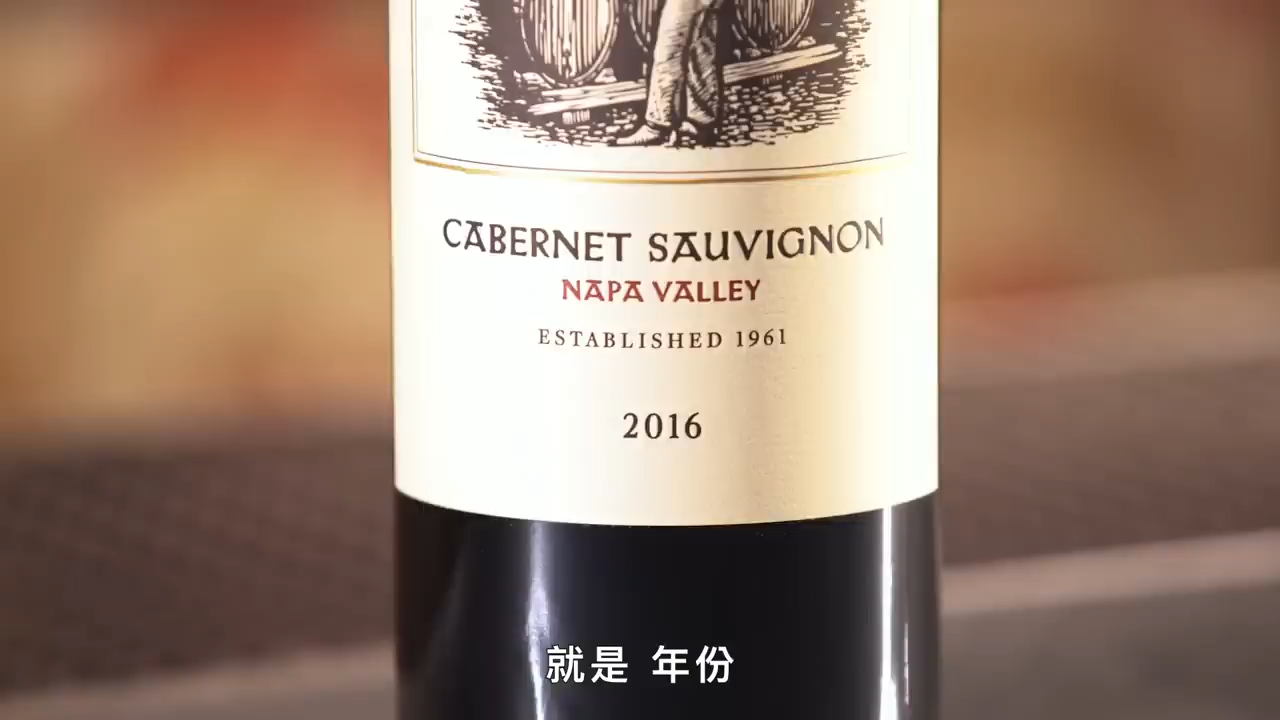 CABERNET SAUVIGNON
NAPA VALLEY
ESTABLISHED 1961
2016
就是 年份